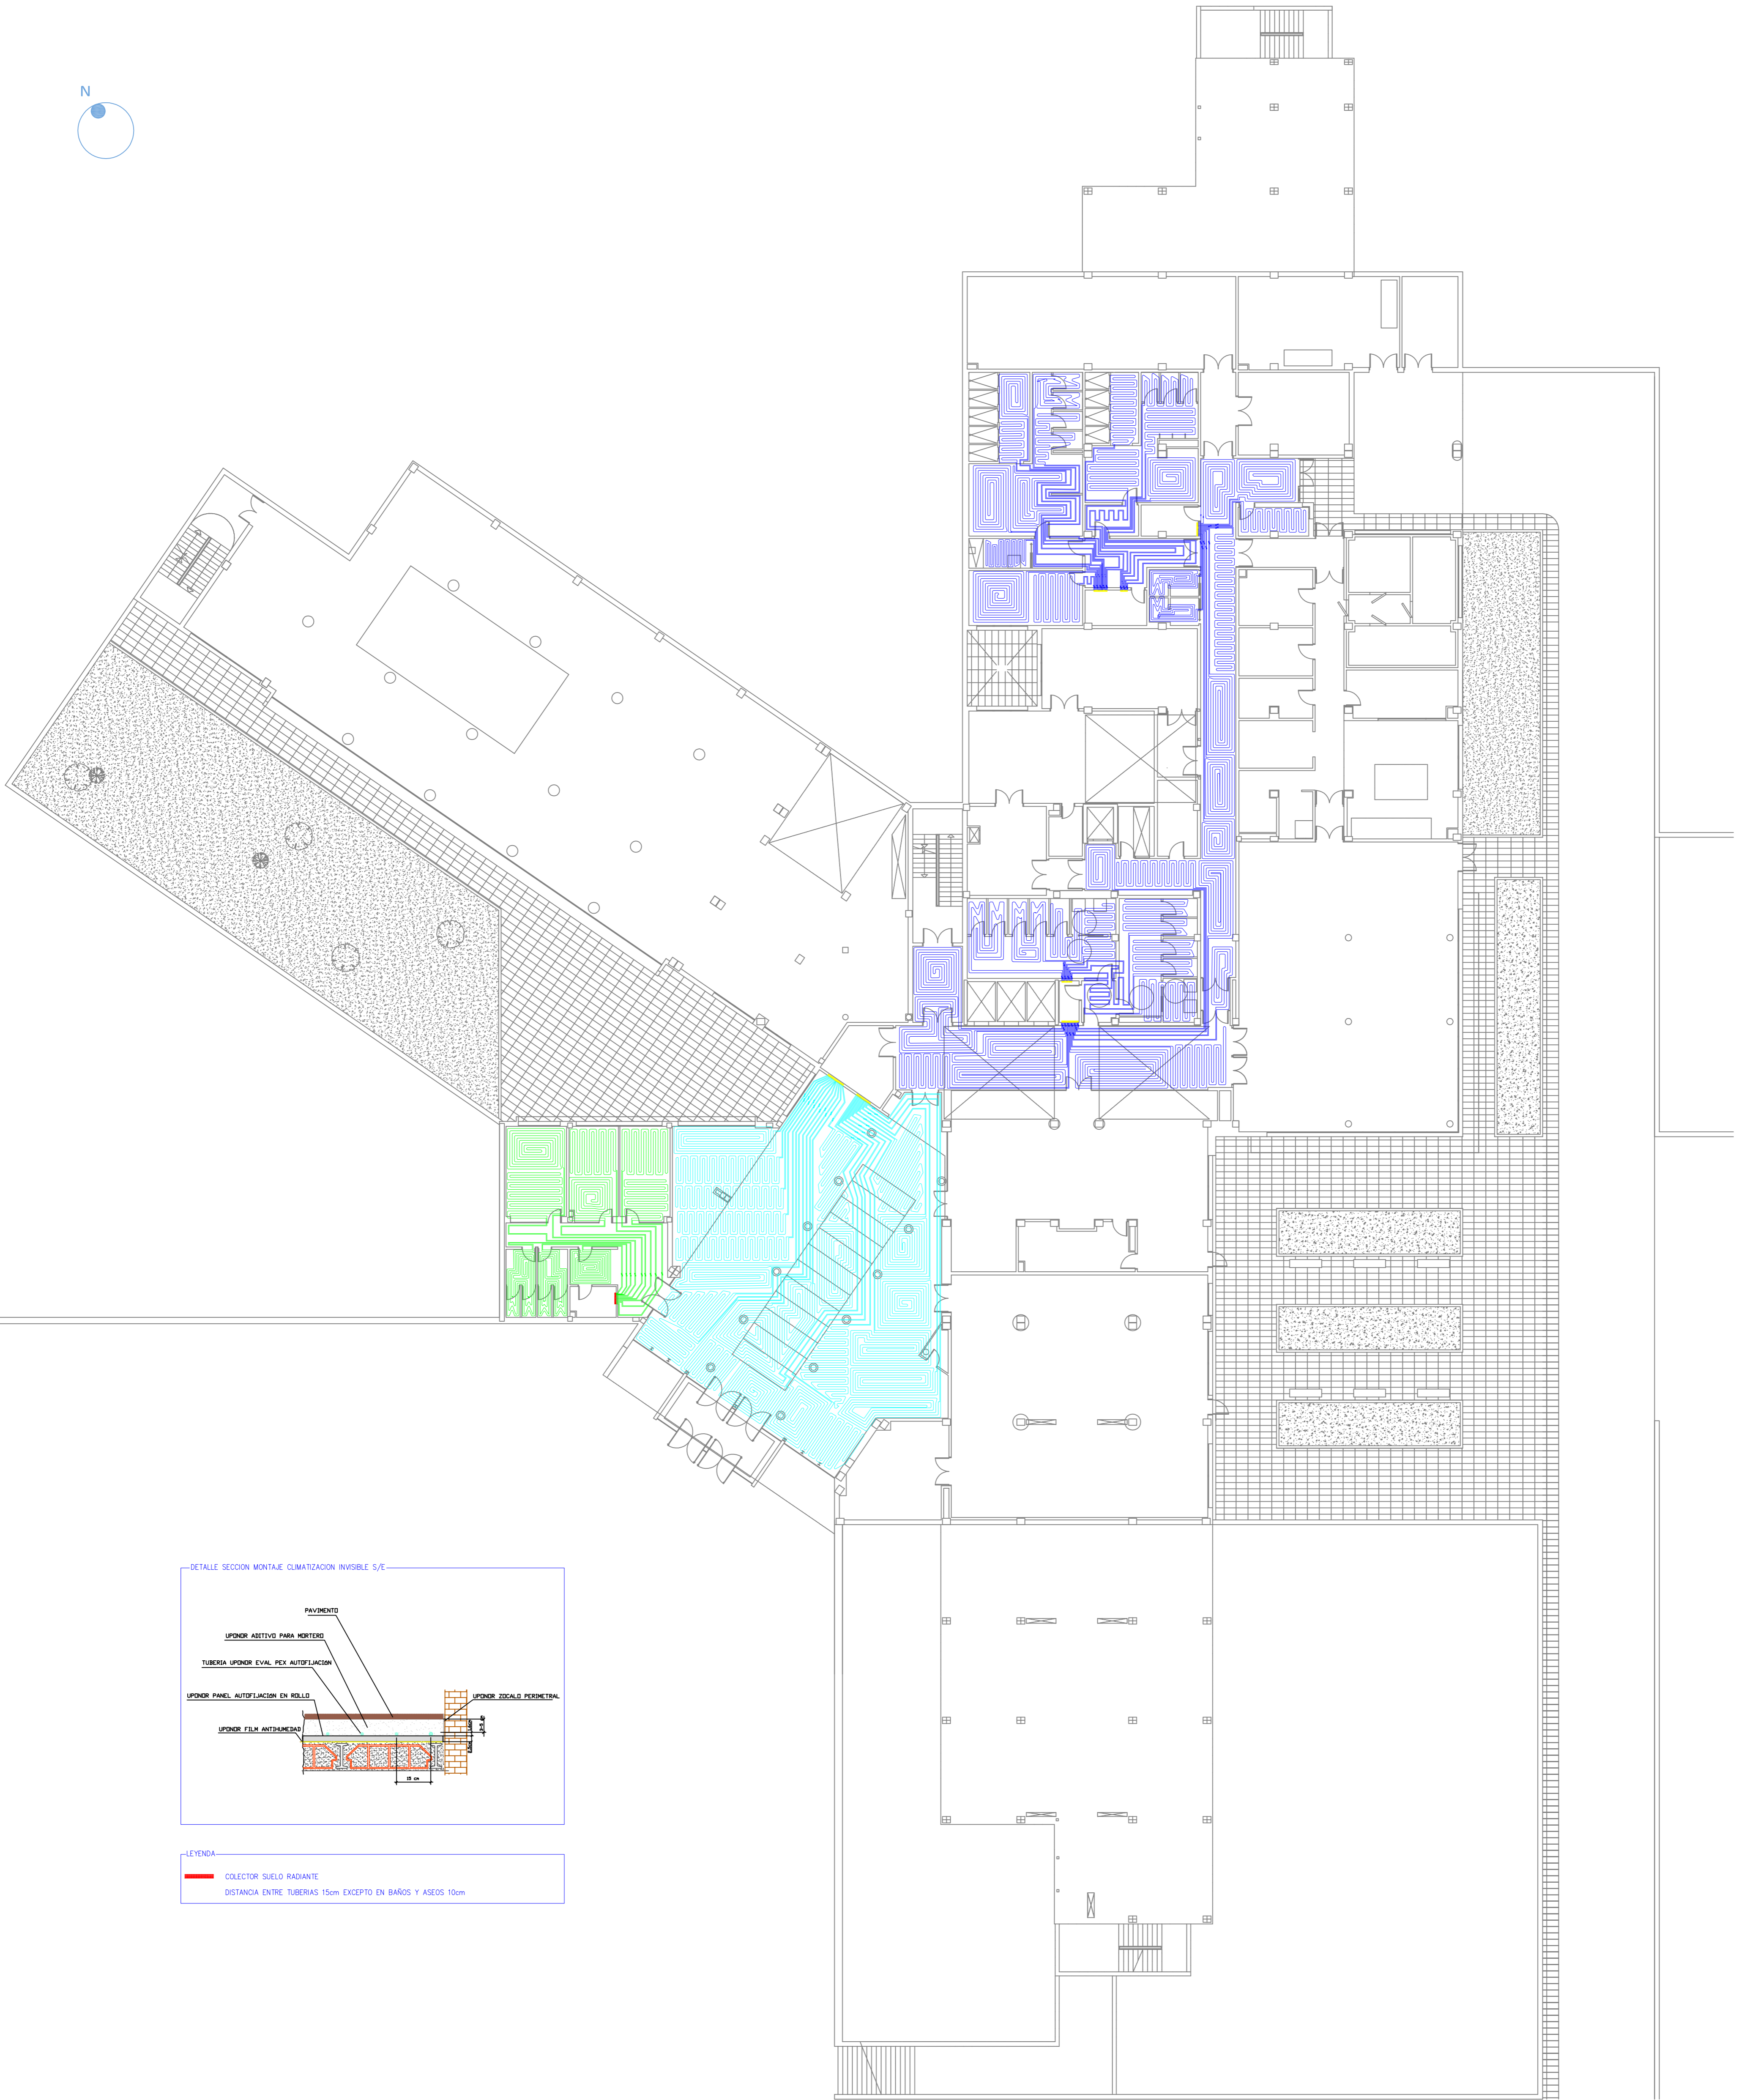 N
DETALLE SECCION MONTAJE CLIMATIZACION INVISIBLE S/E
PAVIMENTO
UPONOR ADITIVO PARA MORTERO
TUBERIA UPONOR EVAL PEX AUTOFIJACION
UPONOR PANEL AUTOFIJACION EN ROLLO
UPONOR ZOCALO PERIMETRAL
UPONOR FILM ANTIHUMEDAD
15 cm
LEYENDA
COLECTOR SUELO RADIANTE
DISTANCIA ENTRE TUBERIAS 15cm EXCEPTO EN BAÑOS Y ASEOS 10cm